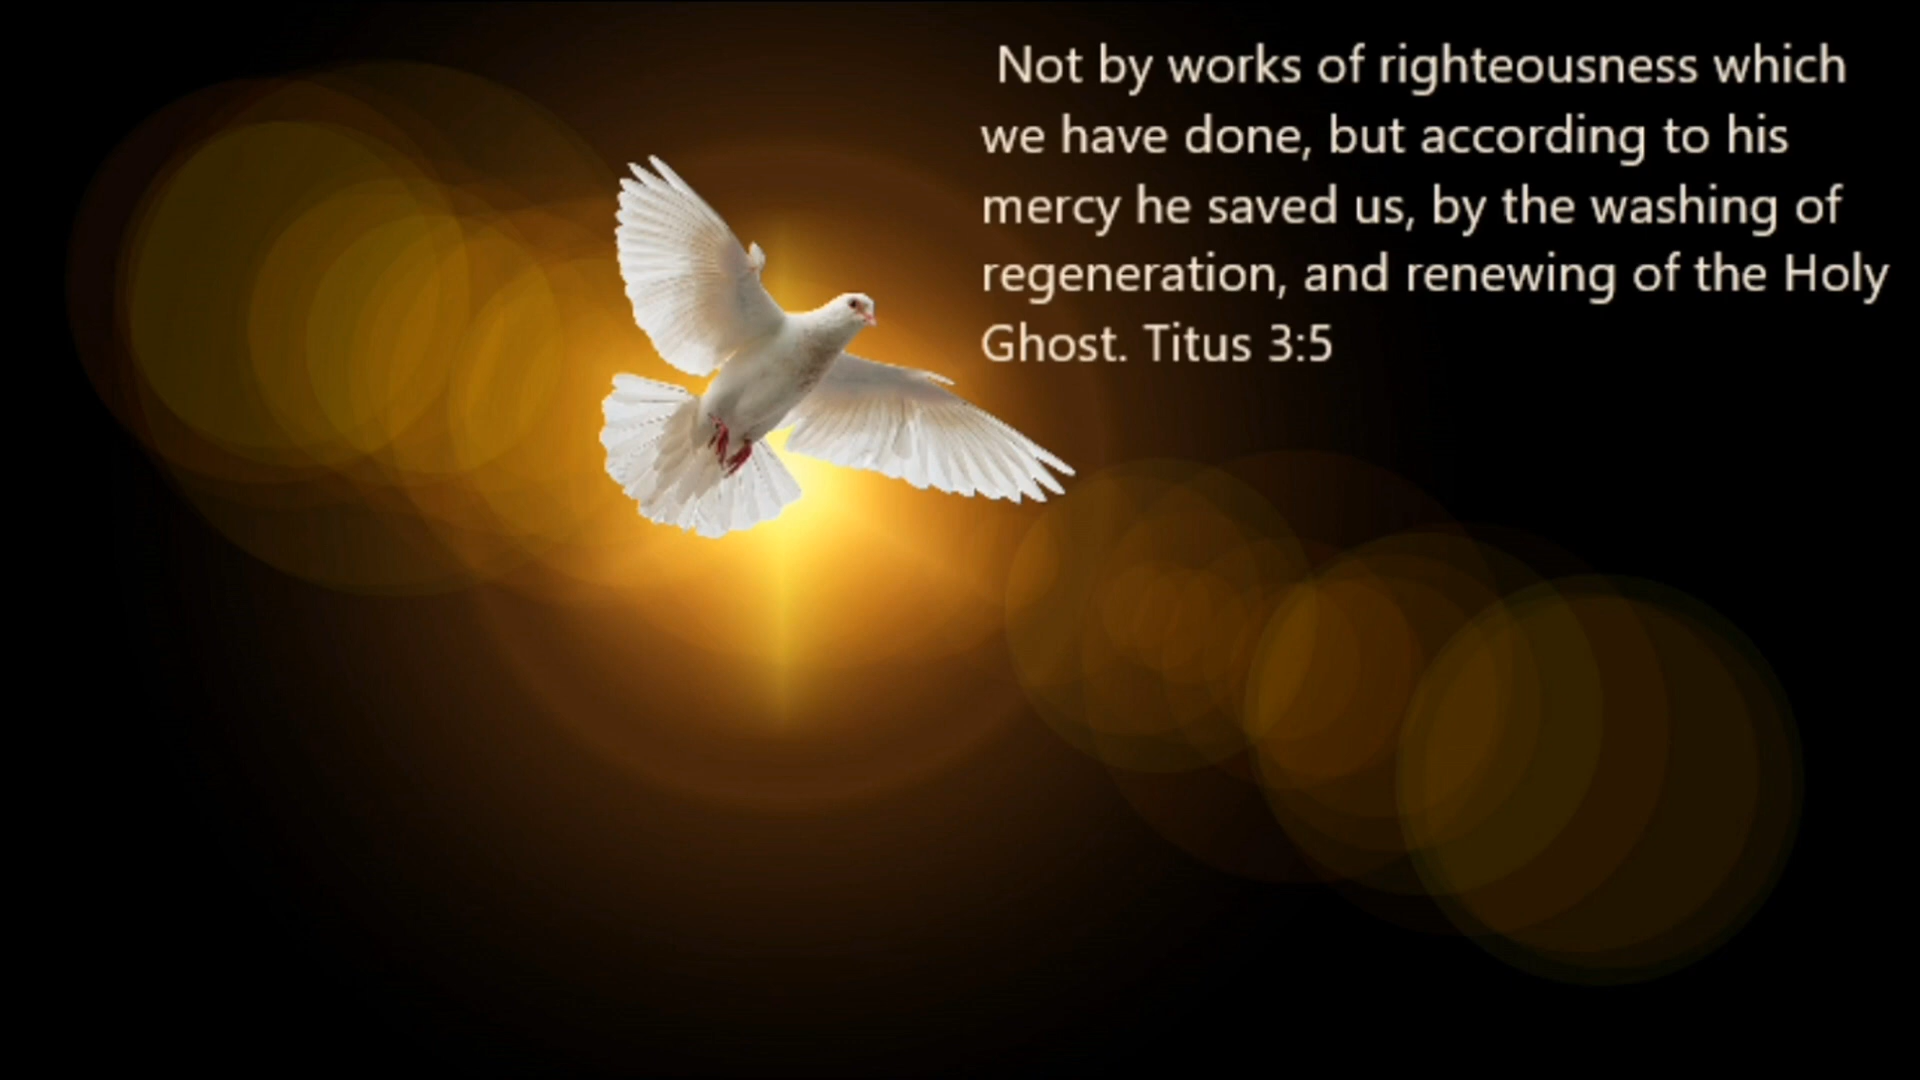 Not by works of righteousness which
we have done, but according to his
mercy he saved us, by the washing of
regeneration, and renewing of the Holy
Ghost. Titus 3:5